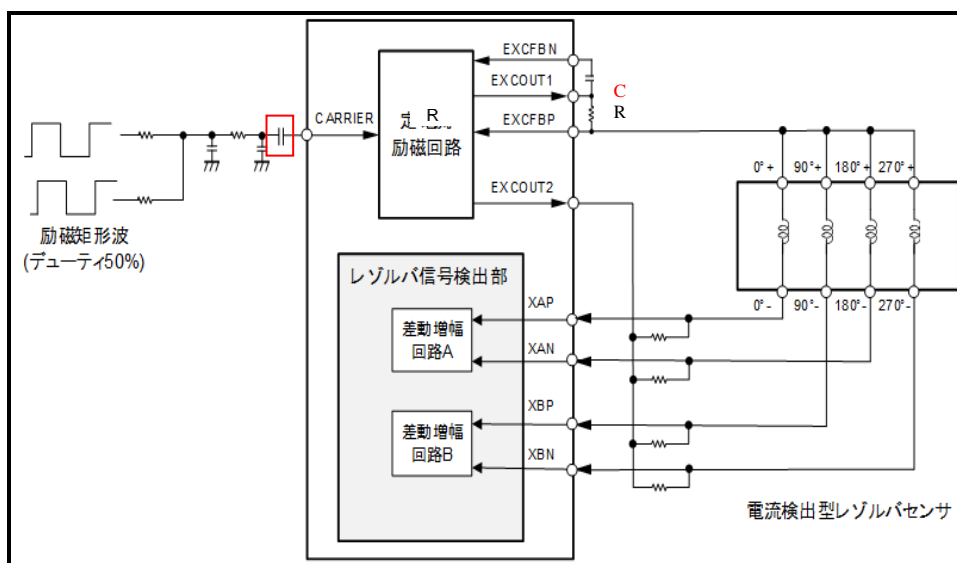 EXCFBN
EXCOUT1
C
R
CARRIER
R
EXCFBP
励磁回路
EXCOUT2
0°+ 90°+ 180°+ 270°+
励磁矩形波
(デューティ50%)
レゾルバ信号検出部
0°- 90°- 180°- 270°-
XAP
差動増幅
回路A
XAN
XBP
差動増幅
回路B
XBN
電流検出型レゾルバセンサ